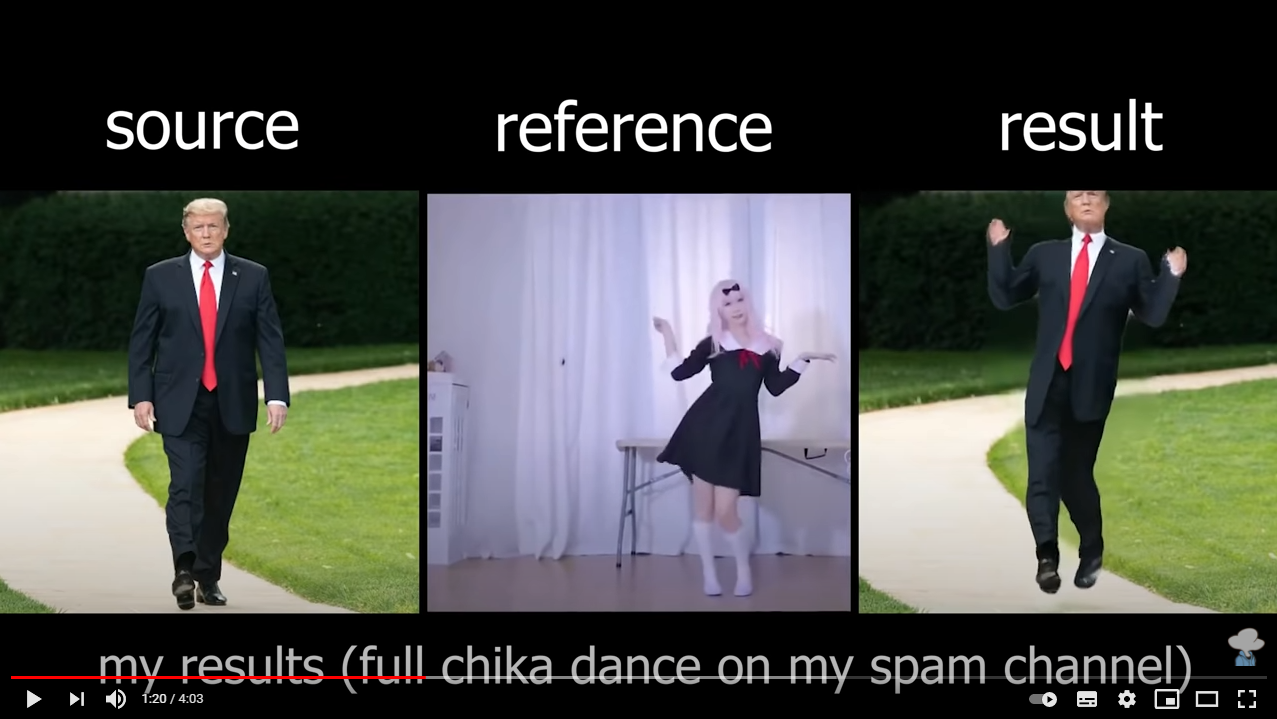 source
reference
result
my results (full chika dance on my spam channel)
1:20 / 4:03